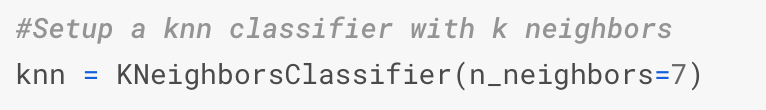 #Setup a knn classifier with k neighbors
knn = KNeighborsClassifier(n_neighbors=7)